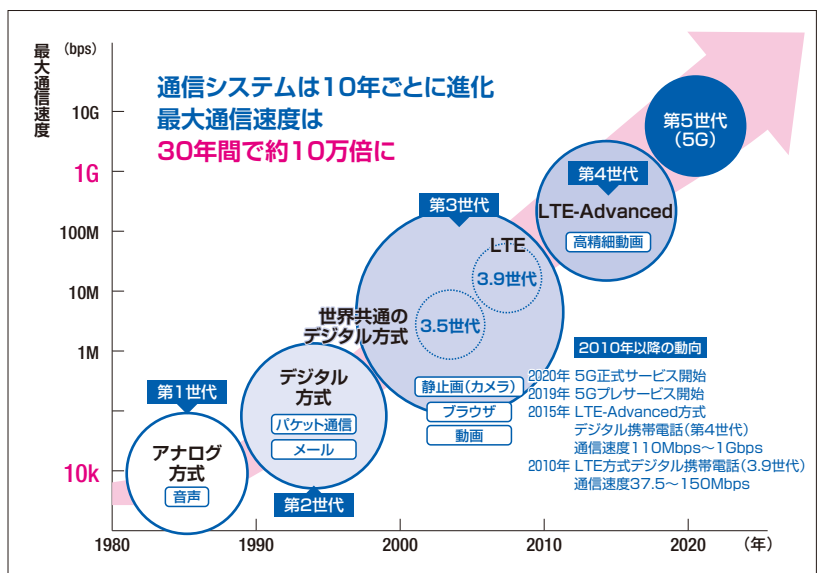 最大通信速度
(bps)
10G
1G
100M
10M
1M
10k
通信システムは10年ごとに進化
最大通信速度は
30年間で約10万倍に
第1世代
アナログ
方式
音声
デジタル
方式
パケット通信
メール
第2世代
第3世代
LTE
3.9世代
3.5世代
世界共通の
デジタル方式
静止画(カメラ)
ブラウザ
動画
第4世代
LTE-Advanced
高精細動画
第5世代
(5G)
2010年以降の動向
2020年 5G正式サービス開始
2019年 5Gプレサービス開始
2015年 LTE-Advanced方式
デジタル携帯電話(第4世代)
通信速度110Mbps～1Gbps
2010年 LTE方式デジタル携帯電話(3.9世代)
通信速度37.5～150Mbps
1980
1990
2000
2010
2020
(年)